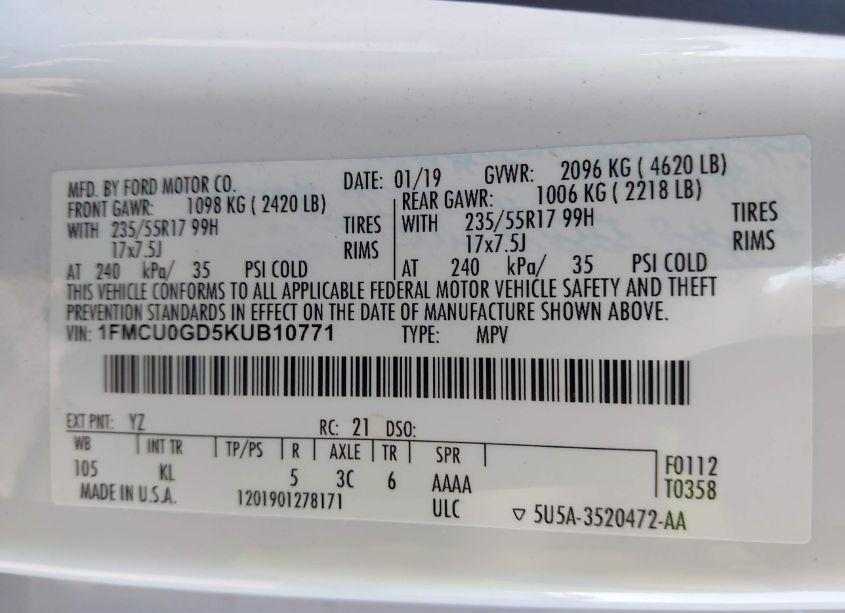 MFD. BY FORD MOTOR CO. DATE: 01/19 GVWR: 2096 KG ( 4620 LB)
FRONT GAWR: 1098 KG ( 2420 LB) REAR GAWR: 1006 KG ( 2218 LB)
WITH 235/55R17 99H TIRES WITH 235/55R17 99H TIRES
17x7.5J RIMS 17x7.5J RIMS
AT 240 kPa/ 35 PSI COLD AT 240 kPa/ 35 PSI COLD
THIS VEHICLE CONFORMS TO ALL APPLICABLE FEDERAL MOTOR VEHICLE SAFETY AND THEFT
PREVENTION STANDARDS IN EFFECT ON THE DATE OF MANUFACTURE SHOWN ABOVE.
VIN: 1FMCU0GD5KUB10771 TYPE: MPV
EXT PNT: YZ RC: 21 DSO:
WB INT TR TP/PS R AXLE TR SPR
105 KL 5 3C 6 AAAA F0112
MADE IN U.S.A. 1201901278171 ULC T0358
▽ 5U5A-3520472-AA